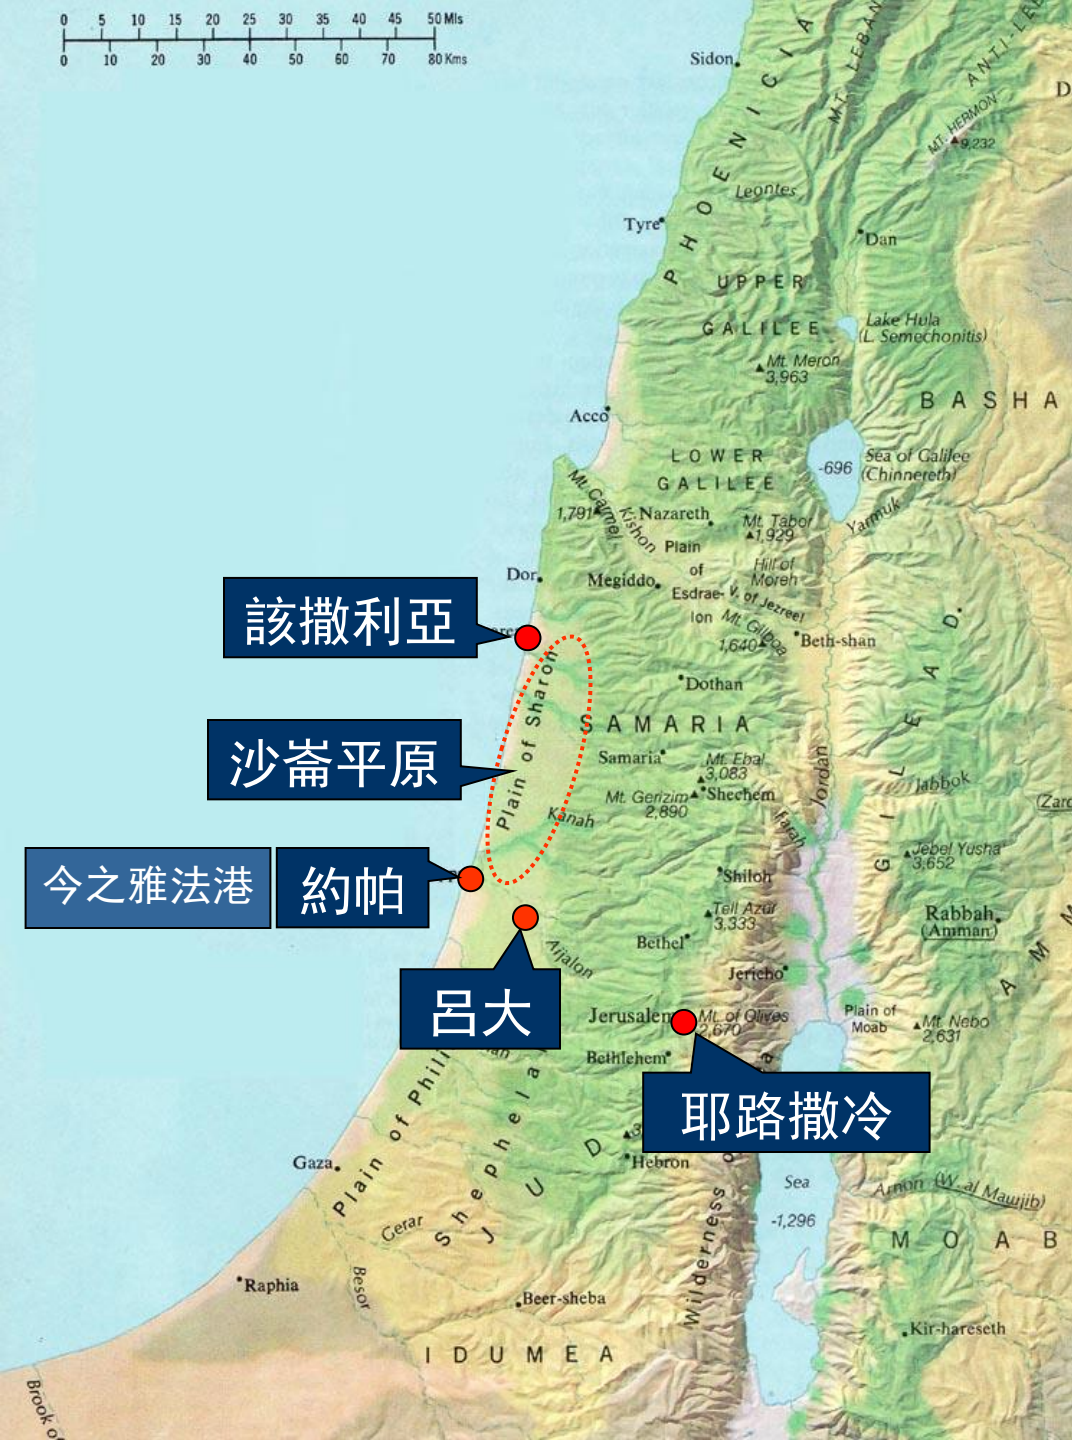 0 5 10 15 20 25 30 35 40 45 50 Mls
0 10 20 30 40 50 60 70 80 Kms
Sidon
PHOENICIA
MT. LEBAN
ANTI-LE
D
MT. HERMON
9,232
Leontes
Tyre
Dan
UPPER
GALILEE
Lake Hula
(L. Semechonitis)
Mt. Meron
3,963
BASHA
Acco
LOWER
GALILEE
-696
Sea of Galilee
(Chinnereth)
Mt. Carmel
1,791
Kishon
Nazareth
Mt. Tabor
1,929
Yarmuk
Plain
of
Esdrae-
lon
Hill of
Moreh
Dor
Megiddo
V. of Jezreel
Mt. Gilboa
1,640
Beth-shan
該撒利亞
GILEAD
Dothan
Plain of Sharon
SAMARIA
沙崙平原
Samaria
Mt. Ebal
3,083
Jordan
Jabbok
Mt. Gerizim
2,890
Shechem
(Zar
Kanah
Farah
Jebel Yusha'
3,652
今之雅法港
約帕
Shiloh
Tell Azur
3,333
Rabbah
(Amman)
AMM
Bethel
Aijalon
Jericho
呂大
Jerusalem
Mt. of Olives
2,670
Plain of
Moab
Mt. Nebo
2,631
Bethlehem
耶路撒冷
Plain of Phili
Shephela
JUD
Hebron
Gaza
Wilderness o
Sea
-1,296
Arnon (W. al Mawjib)
MOAB
Gerar
Besor
Raphia
Beer-sheba
Kir-hareseth
IDUMEA
Brook o